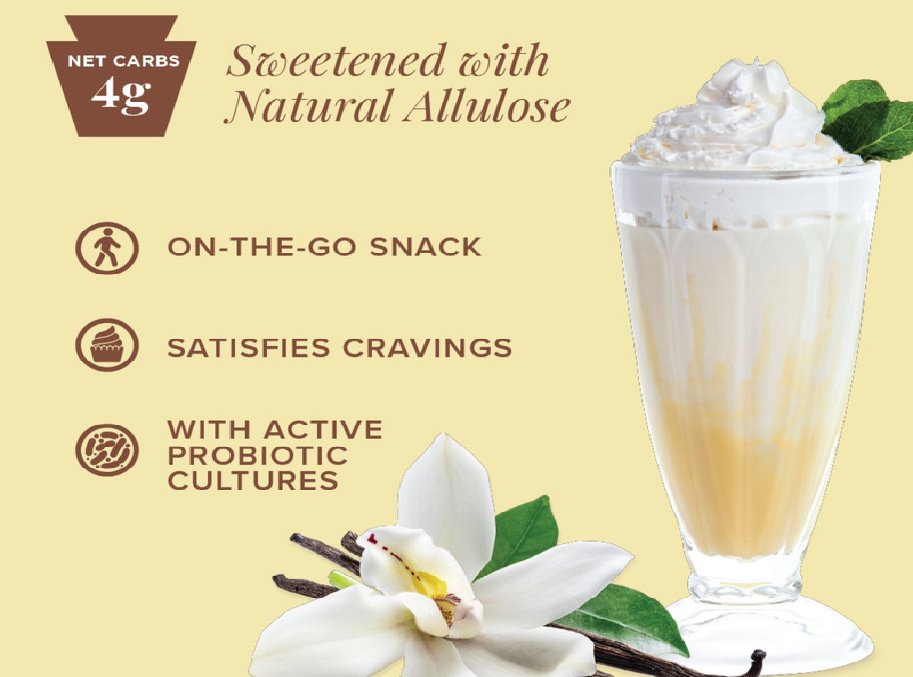 NET CARBS
4g
Sweetened with
Natural Allulose
ON-THE-GO SNACK
SATISFIES CRAVINGS
WITH ACTIVE
PROBIOTIC
CULTURES